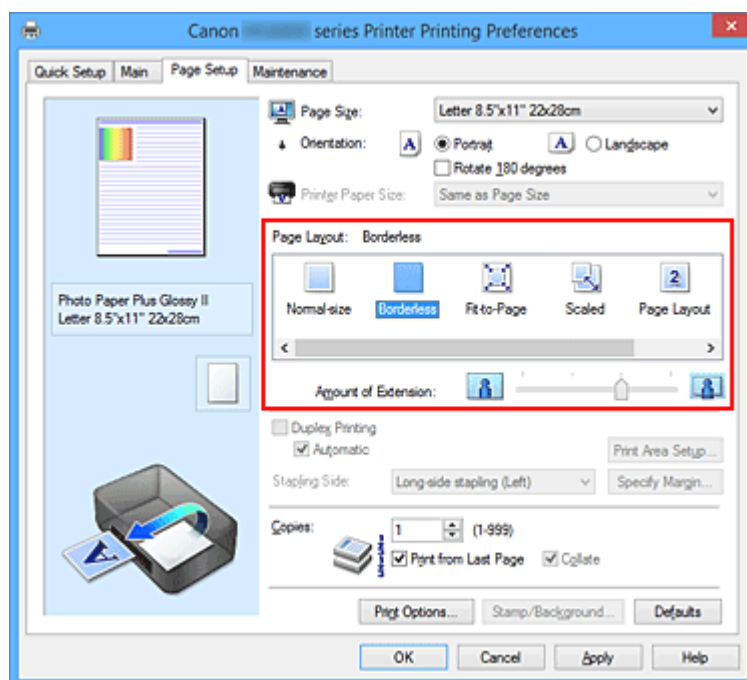 Canon series Printer Printing Preferences
Quick Setup Main Page Setup Maintenance
Page Size: Letter 8.5"x11" 22x28cm
Orientation: A Portrait A Landscape
Rotate 180 degrees
Printer Paper Size: Same as Page Size
Page Layout: Borderless
Normal-size Borderless Fit-to-Page Scaled Page Layout
Photo Paper Plus Glossy II
Letter 8.5"x11" 22x28cm
Amount of Extension:
Duplex Printing
Automatic Print Area Setup...
Stapling Side: Long-side stapling (Left) Specify Margin...
Copies: 1 (1-999)
Print from Last Page Collate
Print Options... Stamp/Background... Defaults
OK Cancel Apply Help